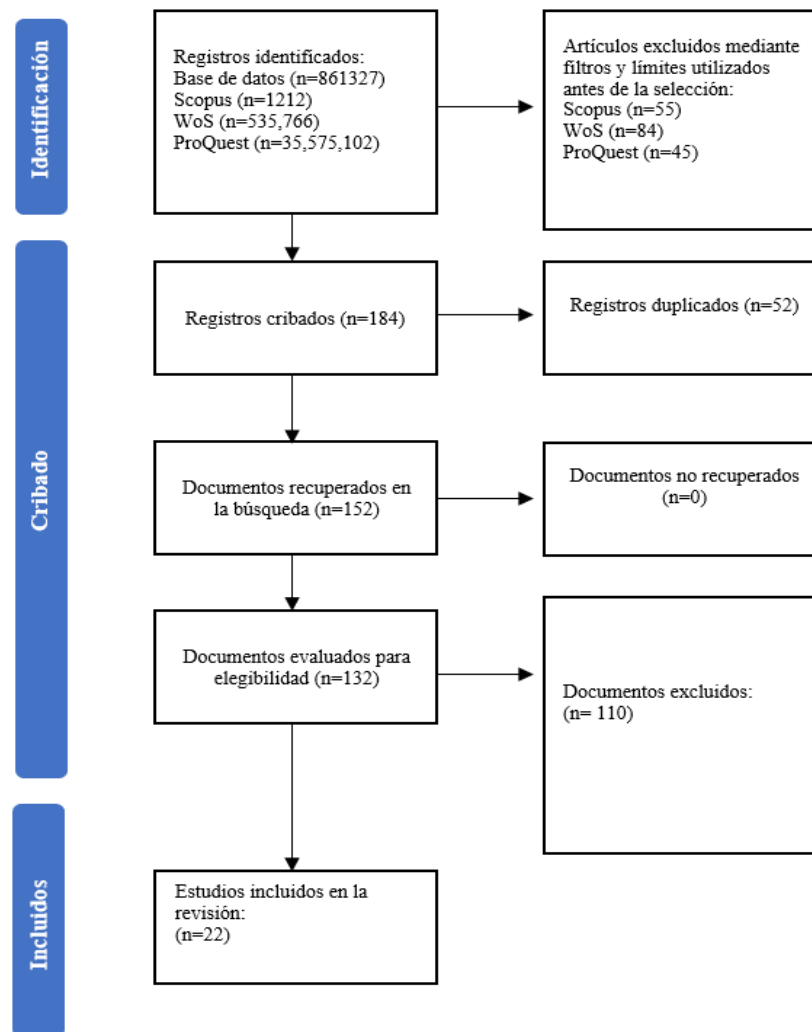 Identificación
Registros identificados:
Base de datos (n=861327)
Scopus (n=1212)
WoS (n=535,766)
ProQuest (n=35,575,102)
Artículos excluidos mediante
filtros y límites utilizados
antes de la selección:
Scopus (n=55)
WoS (n=84)
ProQuest (n=45)
Cribado
Registros cribados (n=184)
Registros duplicados (n=52)
Documentos recuperados en
la búsqueda (n=152)
Documentos no recuperados
(n=0)
Documentos evaluados para
elegibilidad (n=132)
Documentos excluidos:
(n= 110)
Incluidos
Estudios incluidos en la
revisión:
(n=22)